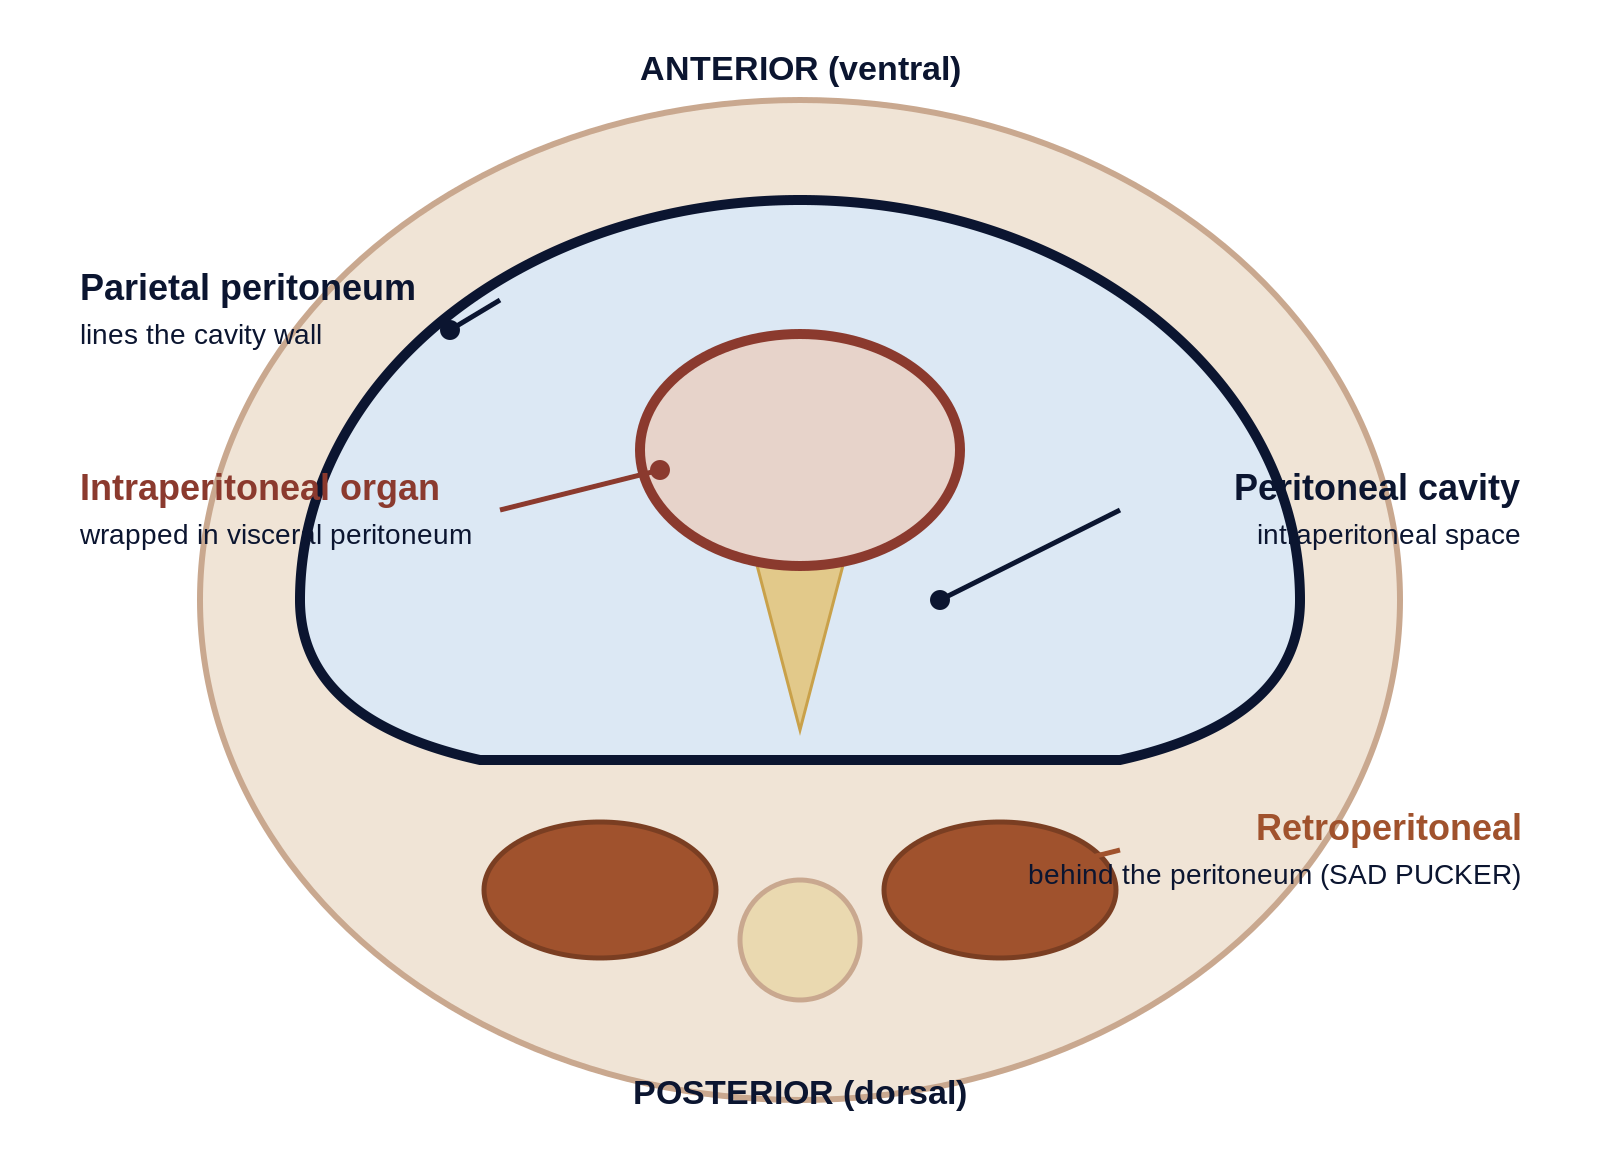 ANTERIOR (ventral)
Parietal peritoneum
lines the cavity wall
Intraperitoneal organ
wrapped in visceral peritoneum
Peritoneal cavity
intraperitoneal space
Retroperitoneal
behind the peritoneum (SAD PUCKER)
POSTERIOR (dorsal)